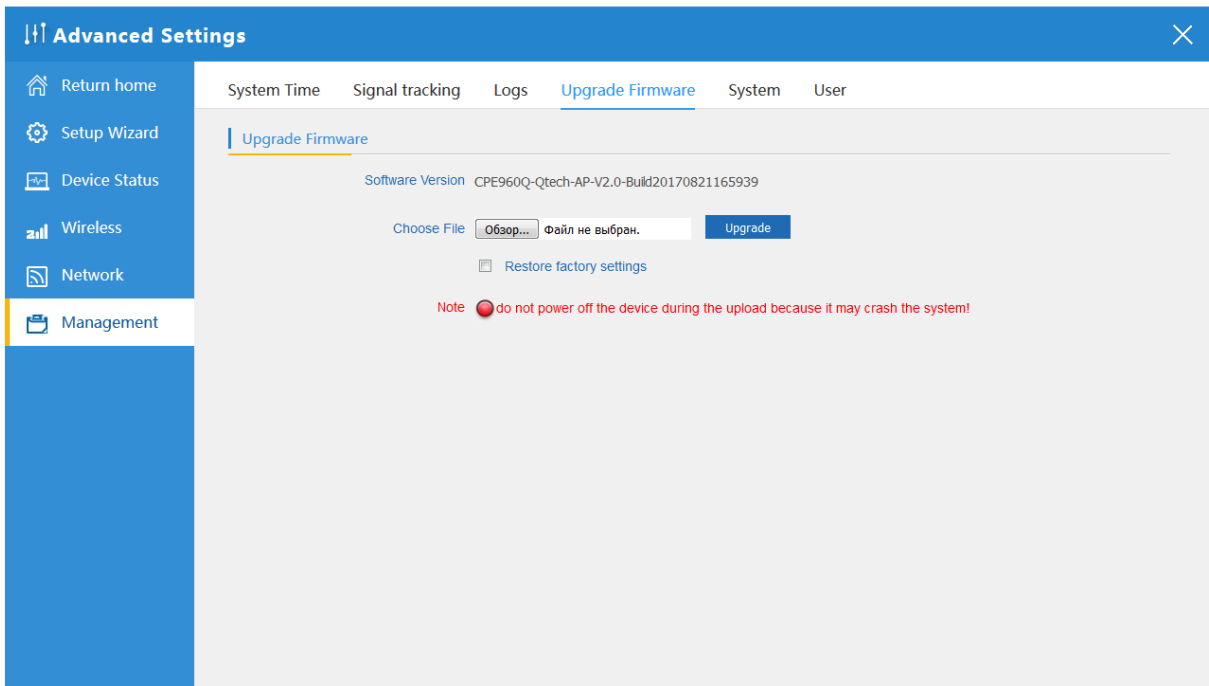 Advanced Settings
Return home
Setup Wizard
Device Status
Wireless
Network
Management
System Time Signal tracking Logs Upgrade Firmware System User
Upgrade Firmware
Software Version CPE960Q-Qtech-AP-V2.0-Build20170821165939
Choose File Обзор... Файл не выбран. Upgrade
Restore factory settings
Note do not power off the device during the upload because it may crash the system!